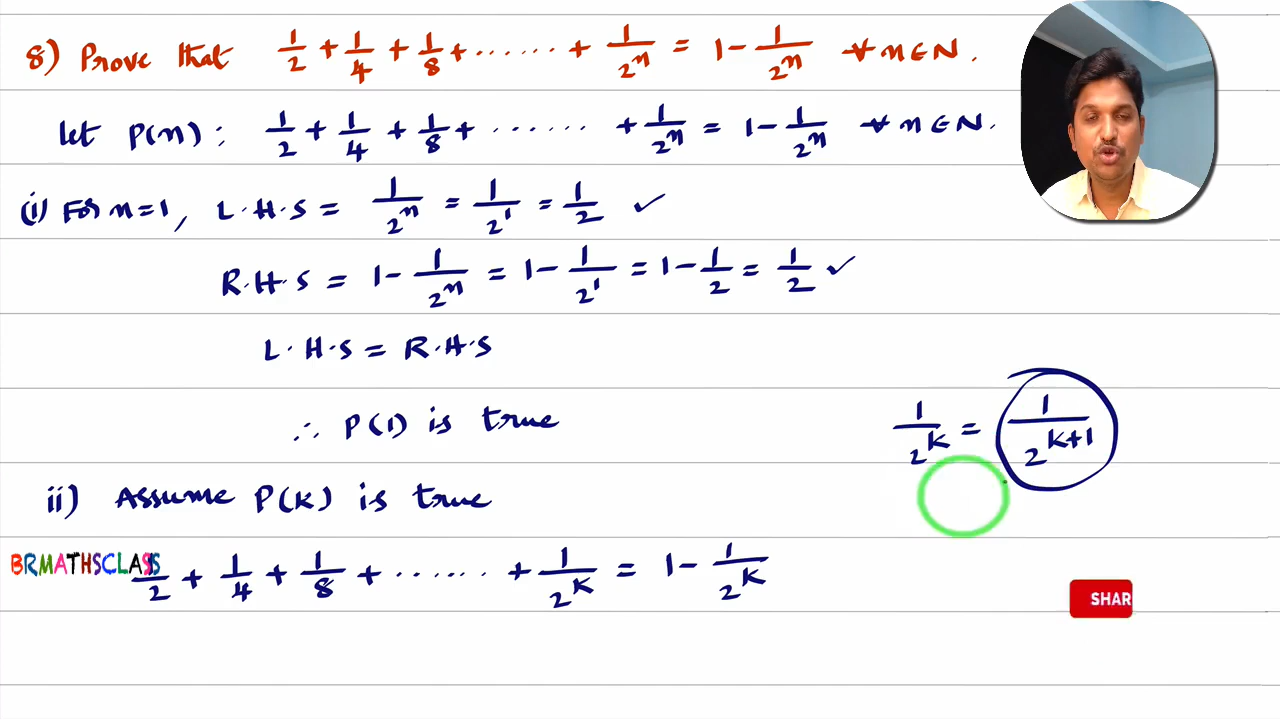 8) Prove that 1/2 + 1/4 + 1/8 + ...... + 1/2^n = 1 - 1/2^n ∀ n ∈ N.
let P(n) : 1/2 + 1/4 + 1/8 + ...... + 1/2^n = 1 - 1/2^n ∀ n ∈ N.
(i) For n=1, L.H.S = 1/2^n = 1/2^1 = 1/2 ✓
R.H.S = 1 - 1/2^n = 1 - 1/2^1 = 1 - 1/2 = 1/2 ✓
L.H.S = R.H.S
∴ P(1) is true
1/2^k = 1/2^(k+1)
ii) Assume P(k) is true
BRMATHSCLASS
1/2 + 1/4 + 1/8 + ...... + 1/2^k = 1 - 1/2^k
SHAR